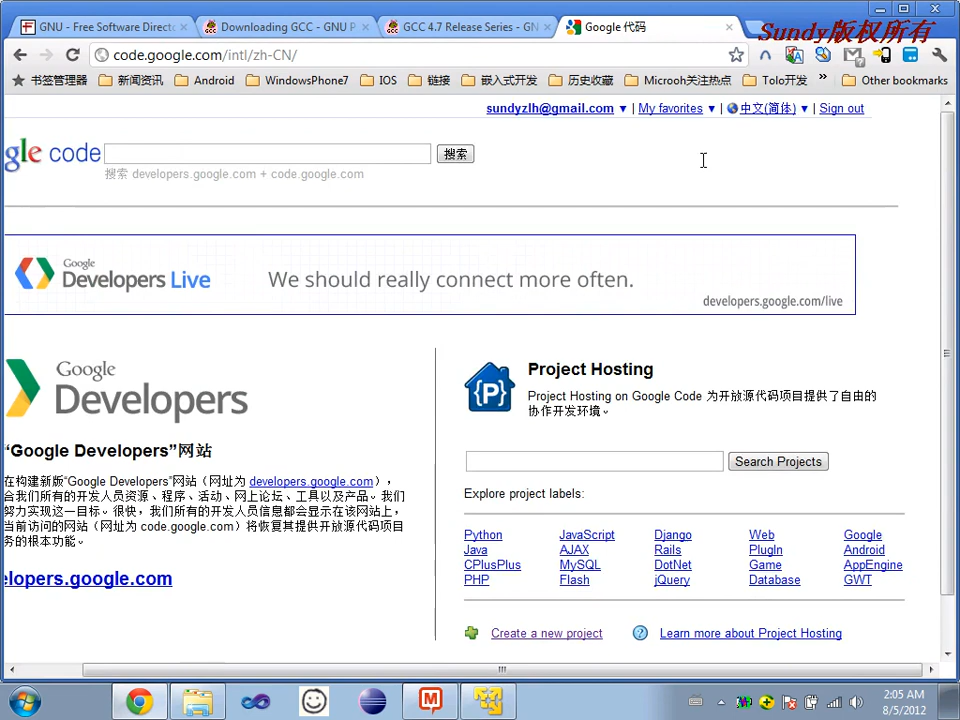 GNU - Free Software Directo
Downloading GCC - GNU P
GCC 4.7 Release Series - GN
Google 代码
Sundy版权所有
code.google.com/intl/zh-CN/
书签管理器
新闻资讯
Android
WindowsPhone7
IOS
链接
嵌入式开发
历史收藏
Microoh关注热点
Tolo开发
»
Other bookmarks
sundyzlh@gmail.com ▼ | My favorites ▼ | 中文(简体) ▼ | Sign out
gle code
搜索
搜索 developers.google.com + code.google.com
Google
Developers Live
We should really connect more often.
developers.google.com/live
Google
Developers
“Google Developers”网站
在构建新版“Google Developers”网站（网址为 developers.google.com），
合我们所有的开发人员资源、程序、活动、网上论坛、工具以及产品。我们
努力实现这一目标。很快，我们所有的开发人员信息都会显示在该网站上，
当前访问的网站（网址为 code.google.com）将恢复其提供开放源代码项目
务的根本功能。
elopers.google.com
{P}
Project Hosting
Project Hosting on Google Code 为开放源代码项目提供了自由的
协作开发环境。
Search Projects
Explore project labels:
Python JavaScript Django Web Google
Java AJAX Rails PlugIn Android
CPlusPlus MySQL DotNet Game AppEngine
PHP Flash jQuery Database GWT
Create a new project
Learn more about Project Hosting
2:05 AM
8/5/2012